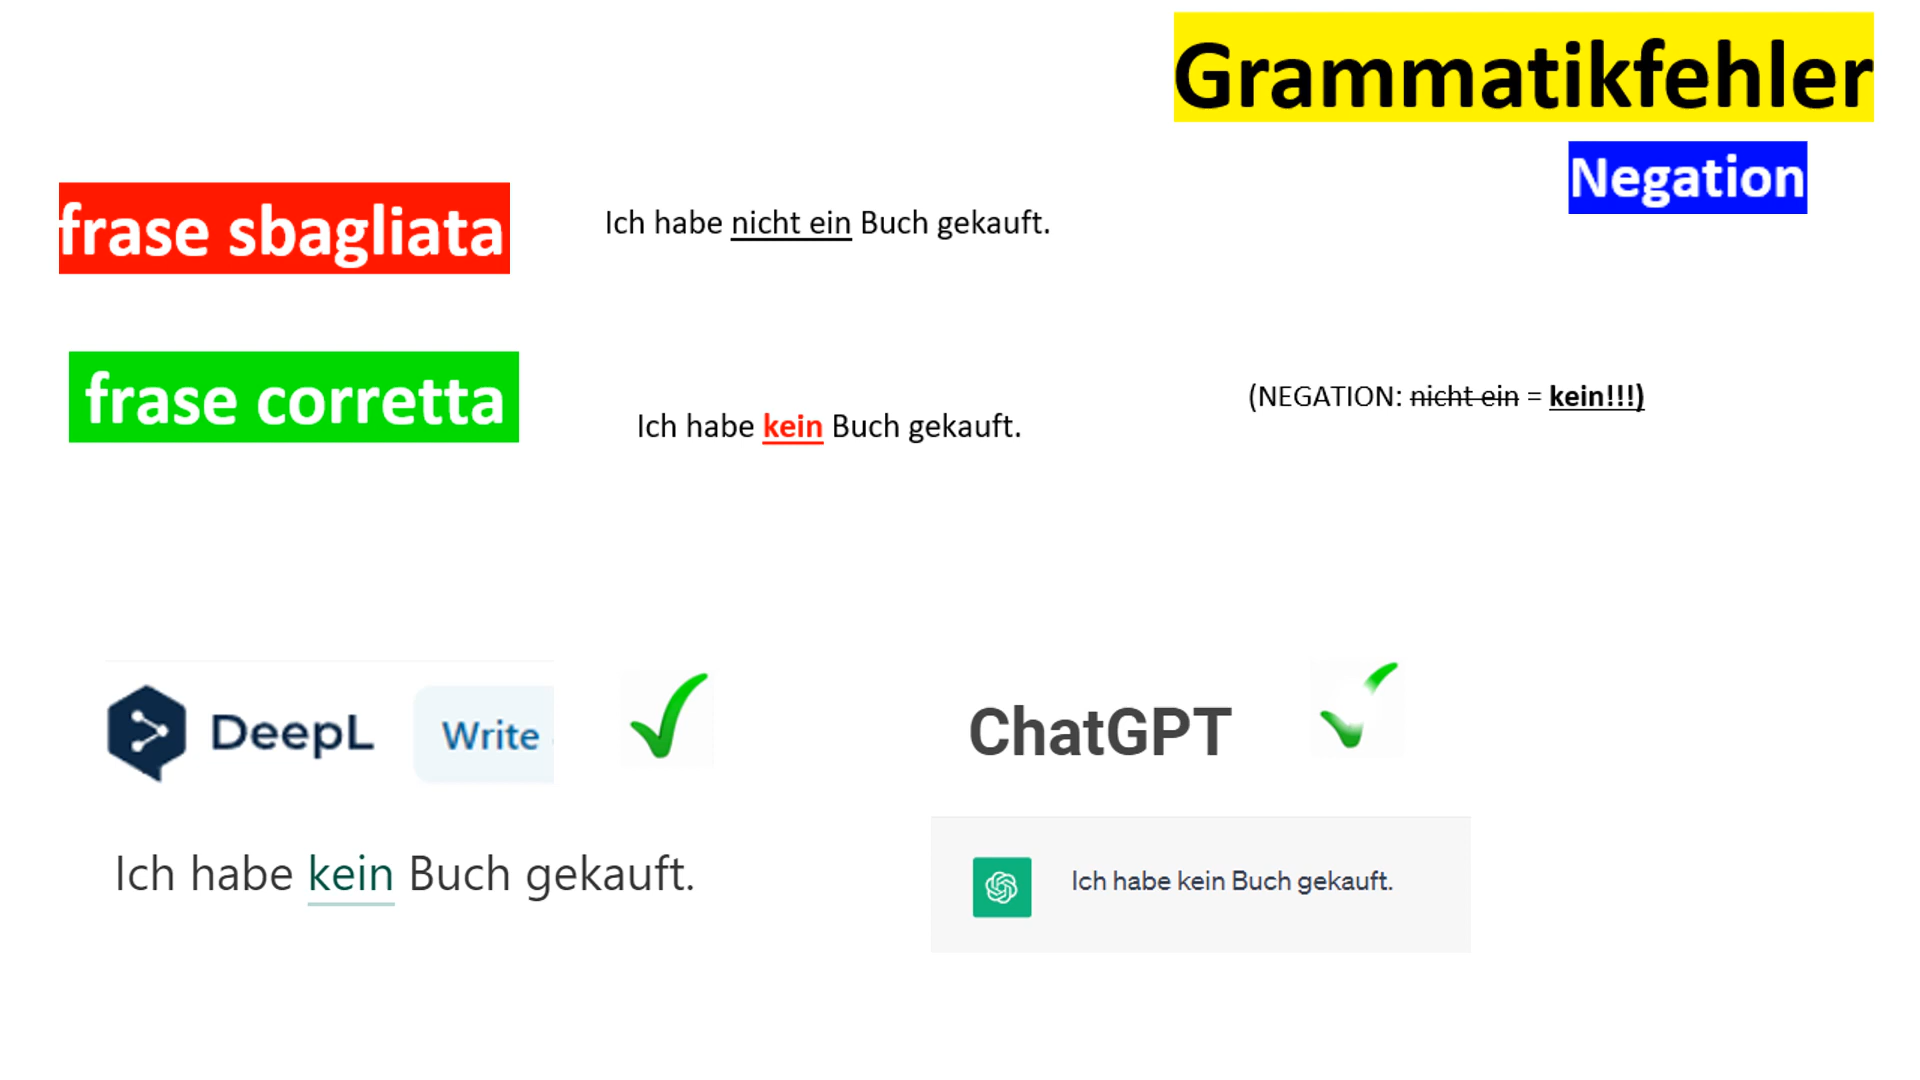 Grammatikfehler
Negation
frase sbagliata
Ich habe nicht ein Buch gekauft.
frase corretta
Ich habe kein Buch gekauft.
(NEGATION: nicht ein = kein!!!)
DeepL
Write
ChatGPT
Ich habe kein Buch gekauft.
Ich habe kein Buch gekauft.